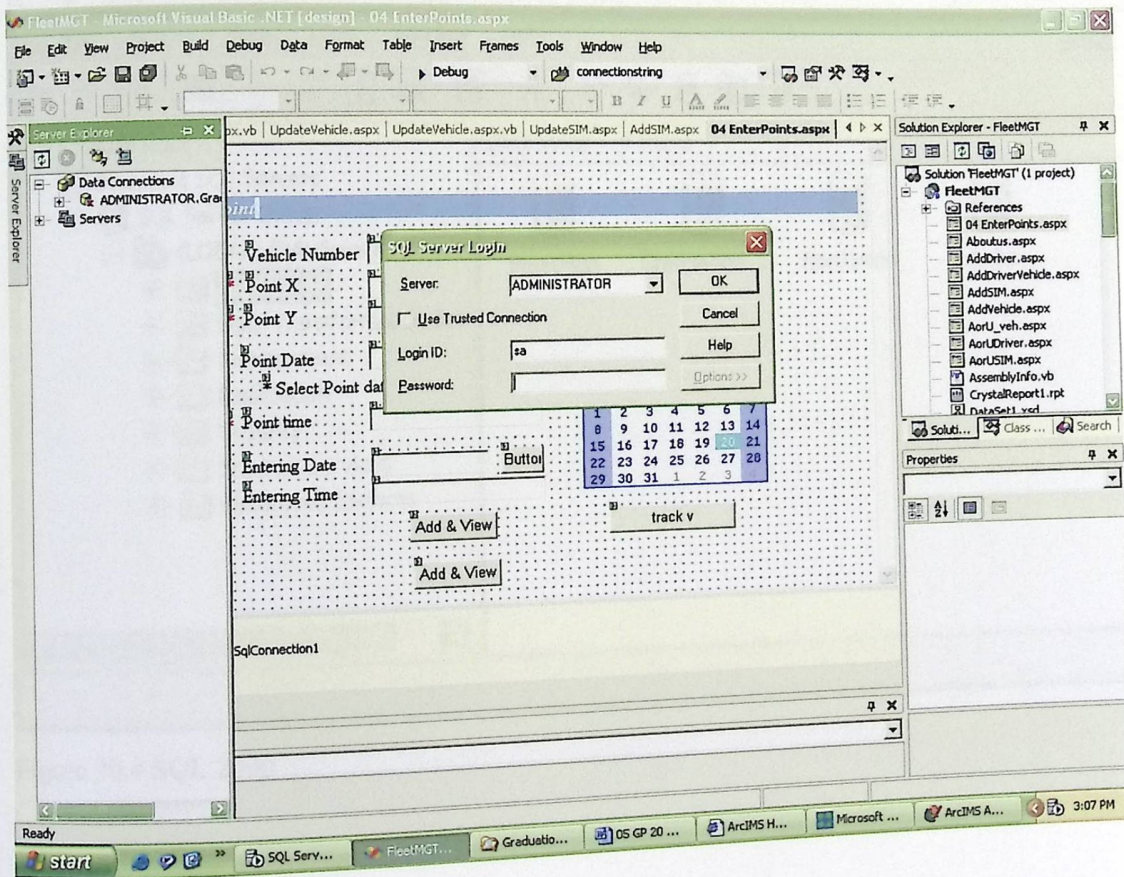 FleetMGT - Microsoft Visual Basic .NET [design] - 04 EnterPoints.aspx
File Edit View Project Build Debug Data Format Table Insert Frames Tools Window Help
Debug connectionstring
B I U A
Server Explorer
px.vb UpdateVehicle.aspx UpdateVehicle.aspx.vb UpdateSIM.aspx AddSIM.aspx 04 EnterPoints.aspx
Solution Explorer - FleetMGT
Server Explorer
Data Connections
ADMINISTRATOR.Gra
Servers
Solution 'FleetMGT' (1 project)
FleetMGT
References
04 EnterPoints.aspx
Aboutus.aspx
AddDriver.aspx
AddDriverVehicle.aspx
AddSIM.aspx
AddVehicle.aspx
AorU_veh.aspx
AorUDriver.aspx
AorUSIM.aspx
AssemblyInfo.vb
CrystalReport1.rpt
DataSet1.xsd
Soluti... Class ... Search
Properties
oint
Vehicle Number
* Point X
* Point Y
Point Date
* Select Point dat
* Point time
Entering Date
Button
Entering Time
Add & View
Add & View
track v
SQL Server Login
Server: ADMINISTRATOR OK
Use Trusted Connection Cancel
Login ID: sa Help
Password: Options >>
1 2 3 4 5 6 7
8 9 10 11 12 13 14
15 16 17 18 19 20 21
22 23 24 25 26 27 28
29 30 31 1 2 3
SqlConnection1
Ready
start SQL Serv... FleetMGT... Graduatio... 05 GP 20 ... ArcIMS H... Microsoft ... ArcIMS A... 3:07 PM